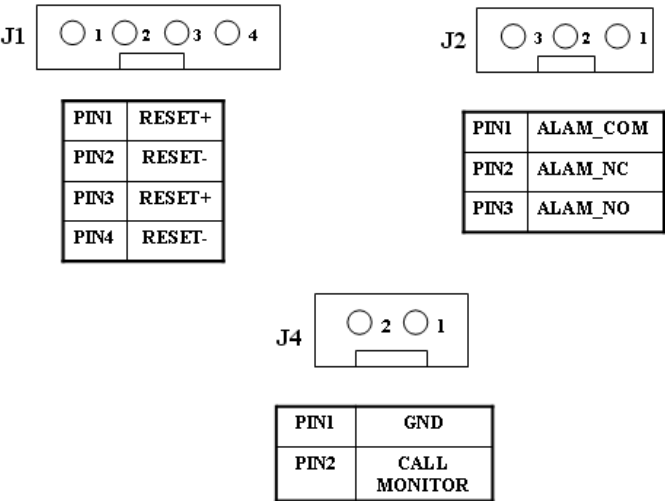 J1 1 2 3 4
PIN1 RESET+
PIN2 RESET-
PIN3 RESET+
PIN4 RESET-
J2 3 2 1
PIN1 ALAM_COM
PIN2 ALAM_NC
PIN3 ALAM_NO
J4 2 1
PIN1 GND
PIN2 CALL
MONITOR